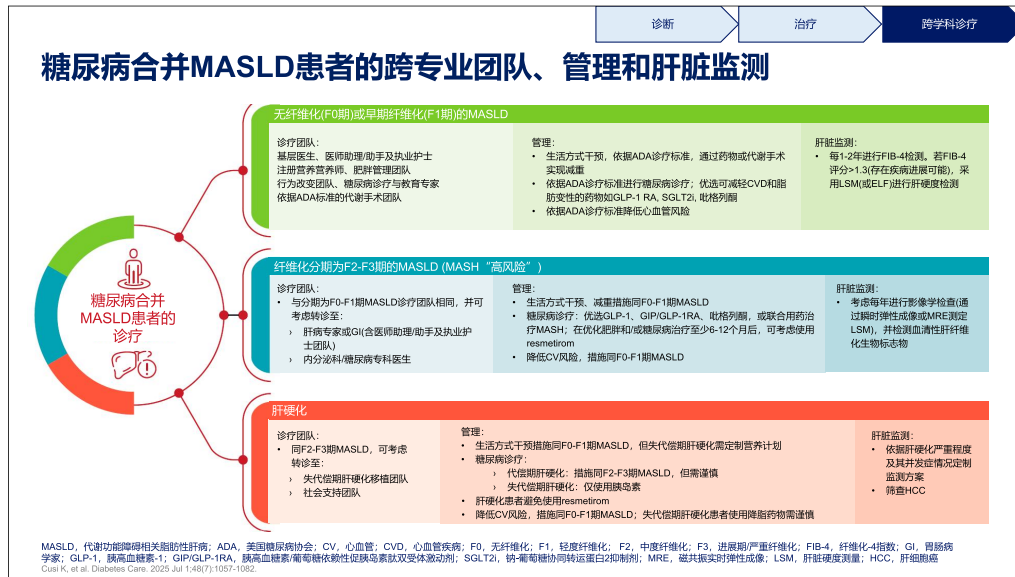 诊断
治疗
跨学科诊疗
糖尿病合并MASLD患者的跨专业团队、管理和肝脏监测
糖尿病合并
MASLD患者的
诊疗
无纤维化(F0期)或早期纤维化(F1期)的MASLD
诊疗团队：
基层医生、医师助理/助手及执业护士
注册营养营养师、肥胖管理团队
行为改变团队、糖尿病诊疗与教育专家
依据ADA标准的代谢手术团队
管理：
• 生活方式干预，依据ADA诊疗标准，通过药物或代谢手术
实现减重
• 依据ADA诊疗标准进行糖尿病诊疗；优选可减轻CVD和脂
肪变性的药物如GLP-1 RA, SGLT2i, 吡格列酮
• 依据ADA诊疗标准降低心血管风险
肝脏监测：
• 每1-2年进行FIB-4检测。若FIB-4
评分>1.3(存在疾病进展可能)，采
用LSM(或ELF)进行肝硬度检测
纤维化分期为F2-F3期的MASLD (MASH“高风险”)
诊疗团队：
• 与分期为F0-F1期MASLD诊疗团队相同，并可
考虑转诊至：
› 肝病专家或GI(含医师助理/助手及执业护
士团队)
› 内分泌科/糖尿病专科医生
管理：
• 生活方式干预、减重措施同F0-F1期MASLD
• 糖尿病诊疗：优选GLP-1、GIP/GLP-1RA、吡格列酮，或联合用药治
疗MASH；在优化肥胖和/或糖尿病治疗至少6-12个月后，可考虑使用
resmetirom
• 降低CV风险，措施同F0-F1期MASLD
肝脏监测：
• 考虑每年进行影像学检查(通
过瞬时弹性成像或MRE测定
LSM)，并检测血清肝纤维
化生物标志物
肝硬化
诊疗团队：
• 同F2-F3期MASLD，可考虑
转诊至：
› 失代偿期肝硬化移植团队
› 社会支持团队
管理：
• 生活方式干预措施同F0-F1期MASLD，但失代偿期肝硬化需定制营养计划
• 糖尿病诊疗：
› 代偿期肝硬化：措施同F2-F3期MASLD，但需谨慎
› 失代偿期肝硬化：仅使用胰岛素
• 肝硬化患者避免使用resmetirom
• 降低CV风险，措施同F0-F1期MASLD；失代偿期肝硬化患者使用降脂药物需谨慎
肝脏监测：
• 依据肝硬化严重程度
及其并发症情况定制
监测方案
• 筛查HCC
MASLD，代谢功能障碍相关脂肪性肝病；ADA，美国糖尿病协会；CV，心血管；CVD，心血管疾病；F0，无纤维化；F1，轻度纤维化； F2，中度纤维化；F3，进展期/严重纤维化；FIB-4，纤维化-4指数；GI，胃肠病
学家；GLP-1，胰高血糖素-1；GIP/GLP-1RA，胰高血糖素/葡萄糖依赖性促胰岛素肽双受体激动剂；SGLT2i，钠-葡萄糖协同转运蛋白2抑制剂；MRE，磁共振实时弹性成像；LSM，肝脏硬度测量；HCC，肝细胞癌
Cusi K, et al. Diabetes Care. 2025 Jul 1;48(7):1057-1082.